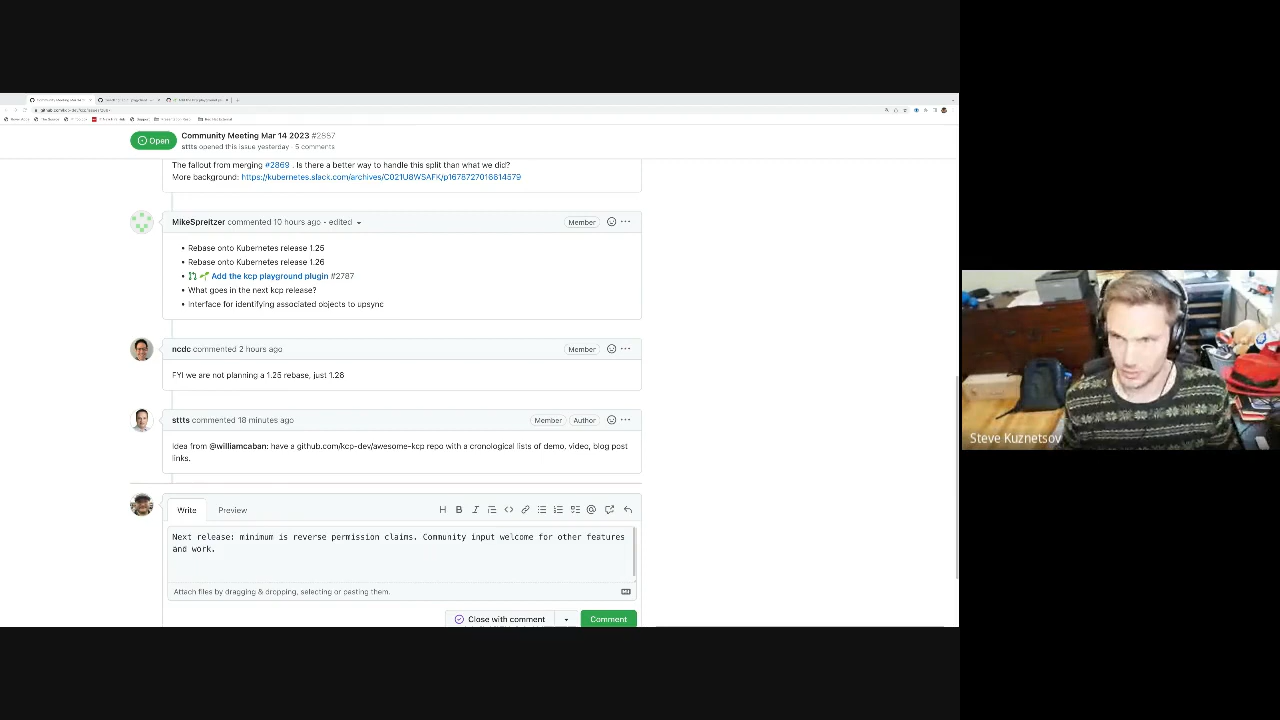 Open
Community Meeting Mar 14 2023 #2857
sttts opened this issue yesterday · 5 comments
The fallout from merging #2869 . Is there a better way to handle this split than what we did?
More background: https://kubernetes.slack.com/archives/C021U8WSAFK/p1678727016614579
MikeSpreitzer commented 10 hours ago · edited
Member
Rebase onto Kubernetes release 1.25
Rebase onto Kubernetes release 1.26
Add the kcp playground plugin #2787
What goes in the next kcp release?
Interface for identifying associated objects to upsync
ncdc commented 2 hours ago
Member
FYI we are not planning a 1.25 rebase, just 1.26
sttts commented 18 minutes ago
Member
Author
Idea from @williamcaban: have a github.com/kcp-dev/awesome-kcp repo with a cronological lists of demo, video, blog post
links.
Write
Preview
Next release: minimum is reverse permission claims. Community input welcome for other features
and work.
Attach files by dragging & dropping, selecting or pasting them.
Close with comment
Comment
Steve Kuznetsov